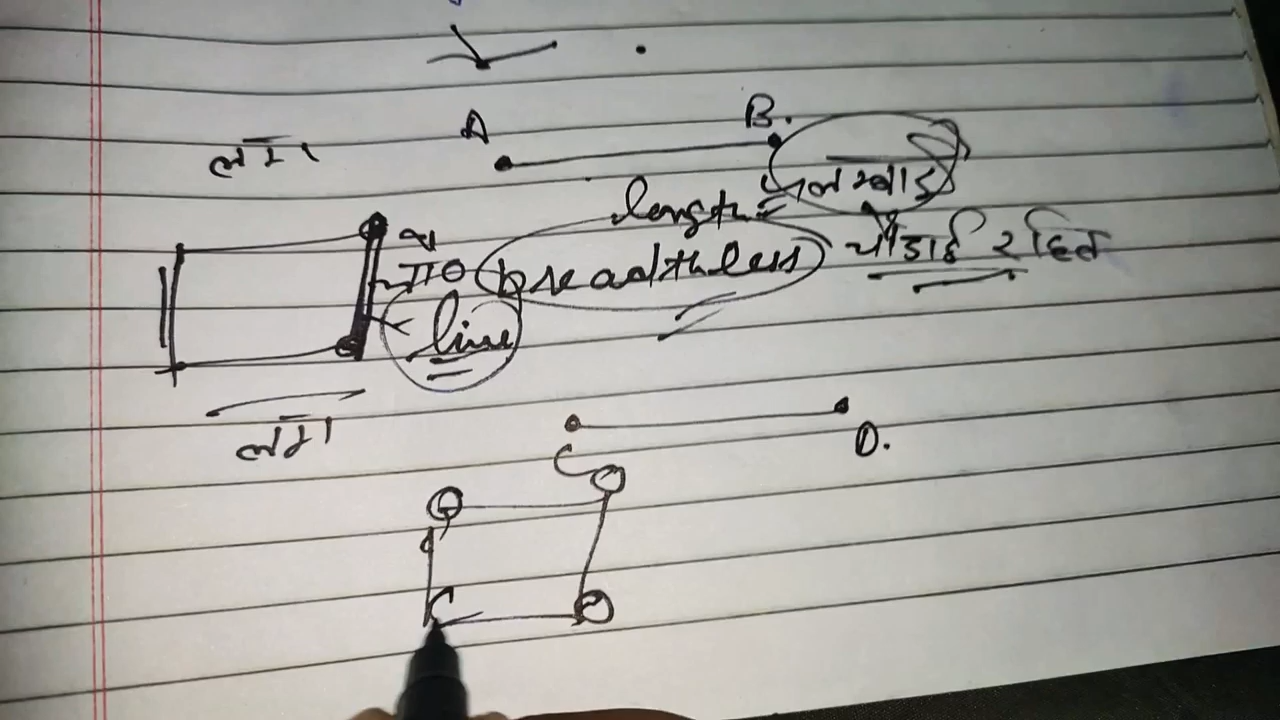 A B.
ल॰म्ब॰।
length = लम्बाई
breadthless चौडाई रहित
line
ल॰म्ब॰।
C D.